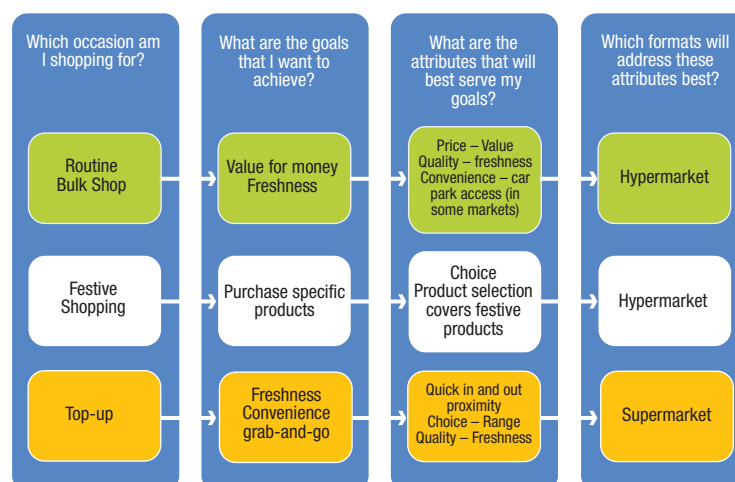 Which occasion am
I shopping for?
What are the goals
that I want to
achieve?
What are the
attributes that will
best serve my
goals?
Which formats will
address these
attributes best?
Routine
Bulk Shop
Value for money
Freshness
Price – Value
Quality – freshness
Convenience – car
park access (in
some markets)
Hypermarket
Festive
Shopping
Purchase specific
products
Choice
Product selection
covers festive
products
Hypermarket
Top-up
Freshness
Convenience
grab-and-go
Quick in and out
proximity
Choice – Range
Quality – Freshness
Supermarket